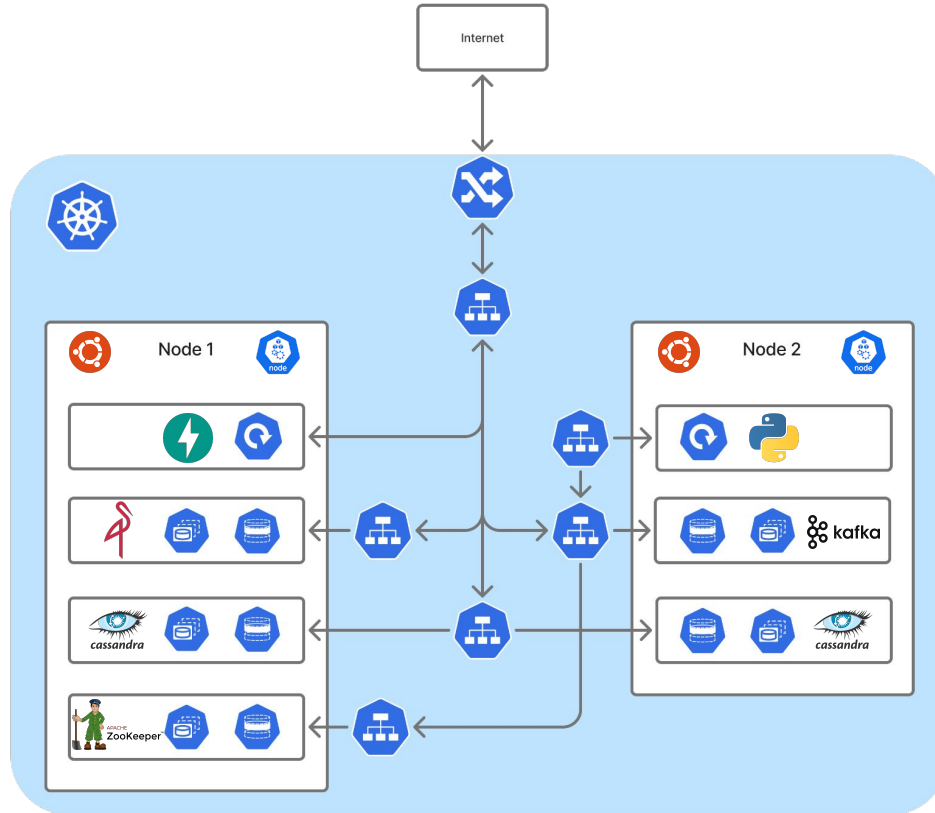 Internet
Node 1
node
Node 2
node
kafka
cassandra
cassandra
APACHE
ZooKeeper